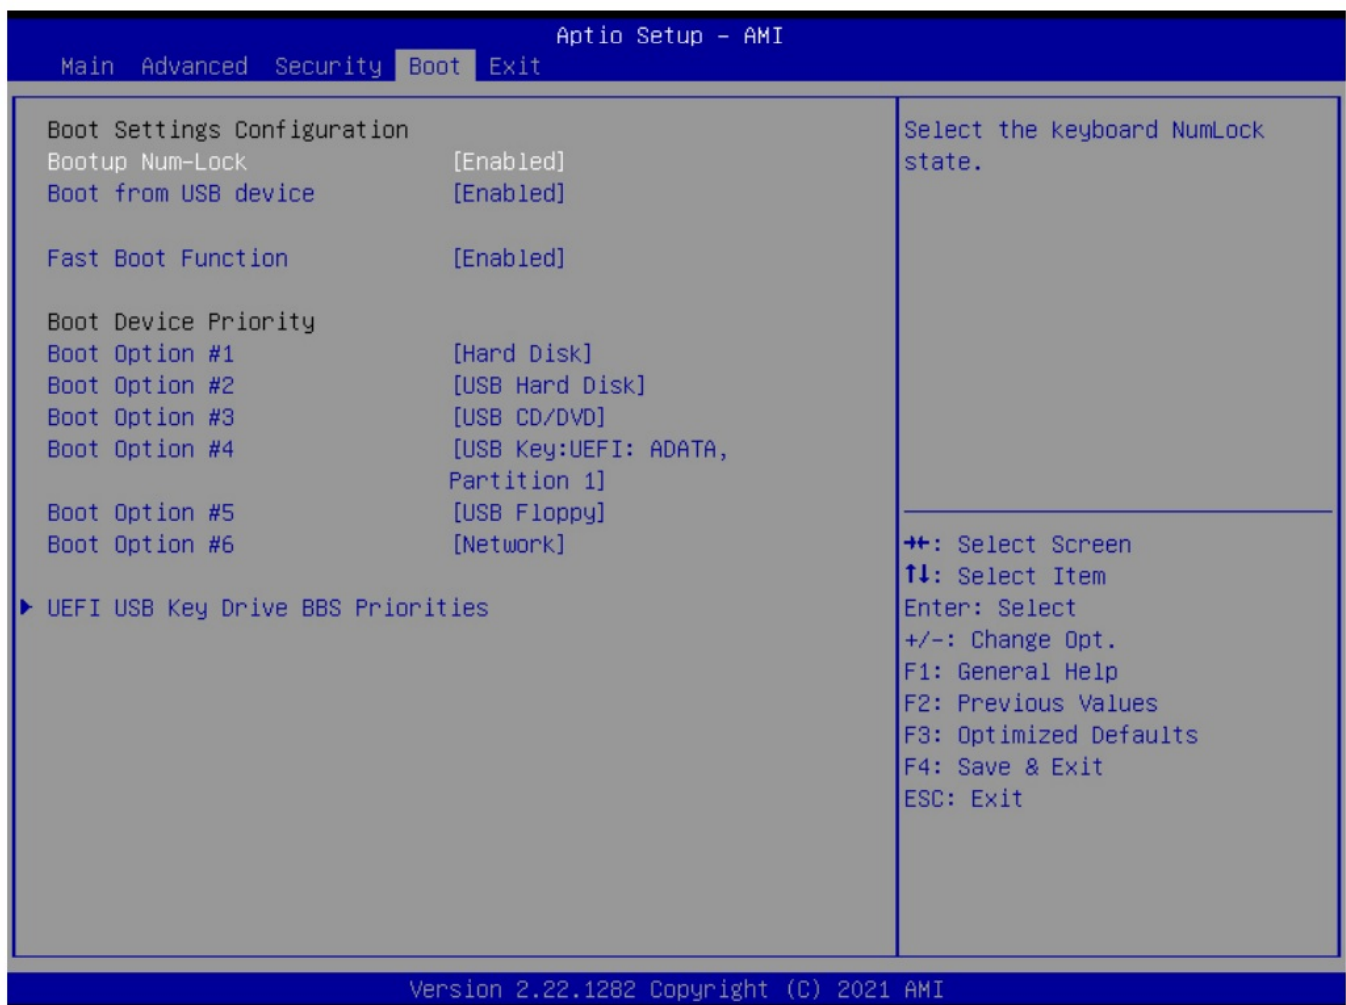 Aptio Setup – AMI
Main Advanced Security Boot Exit
Boot Settings Configuration
Bootup Num-Lock [Enabled]
Boot from USB device [Enabled]
Fast Boot Function [Enabled]
Boot Device Priority
Boot Option #1 [Hard Disk]
Boot Option #2 [USB Hard Disk]
Boot Option #3 [USB CD/DVD]
Boot Option #4 [USB Key:UEFI: ADATA,
Partition 1]
Boot Option #5 [USB Floppy]
Boot Option #6 [Network]
UEFI USB Key Drive BBS Priorities
Select the keyboard NumLock
state.
→←: Select Screen
↑↓: Select Item
Enter: Select
+/-: Change Opt.
F1: General Help
F2: Previous Values
F3: Optimized Defaults
F4: Save & Exit
ESC: Exit
Version 2.22.1282 Copyright (C) 2021 AMI